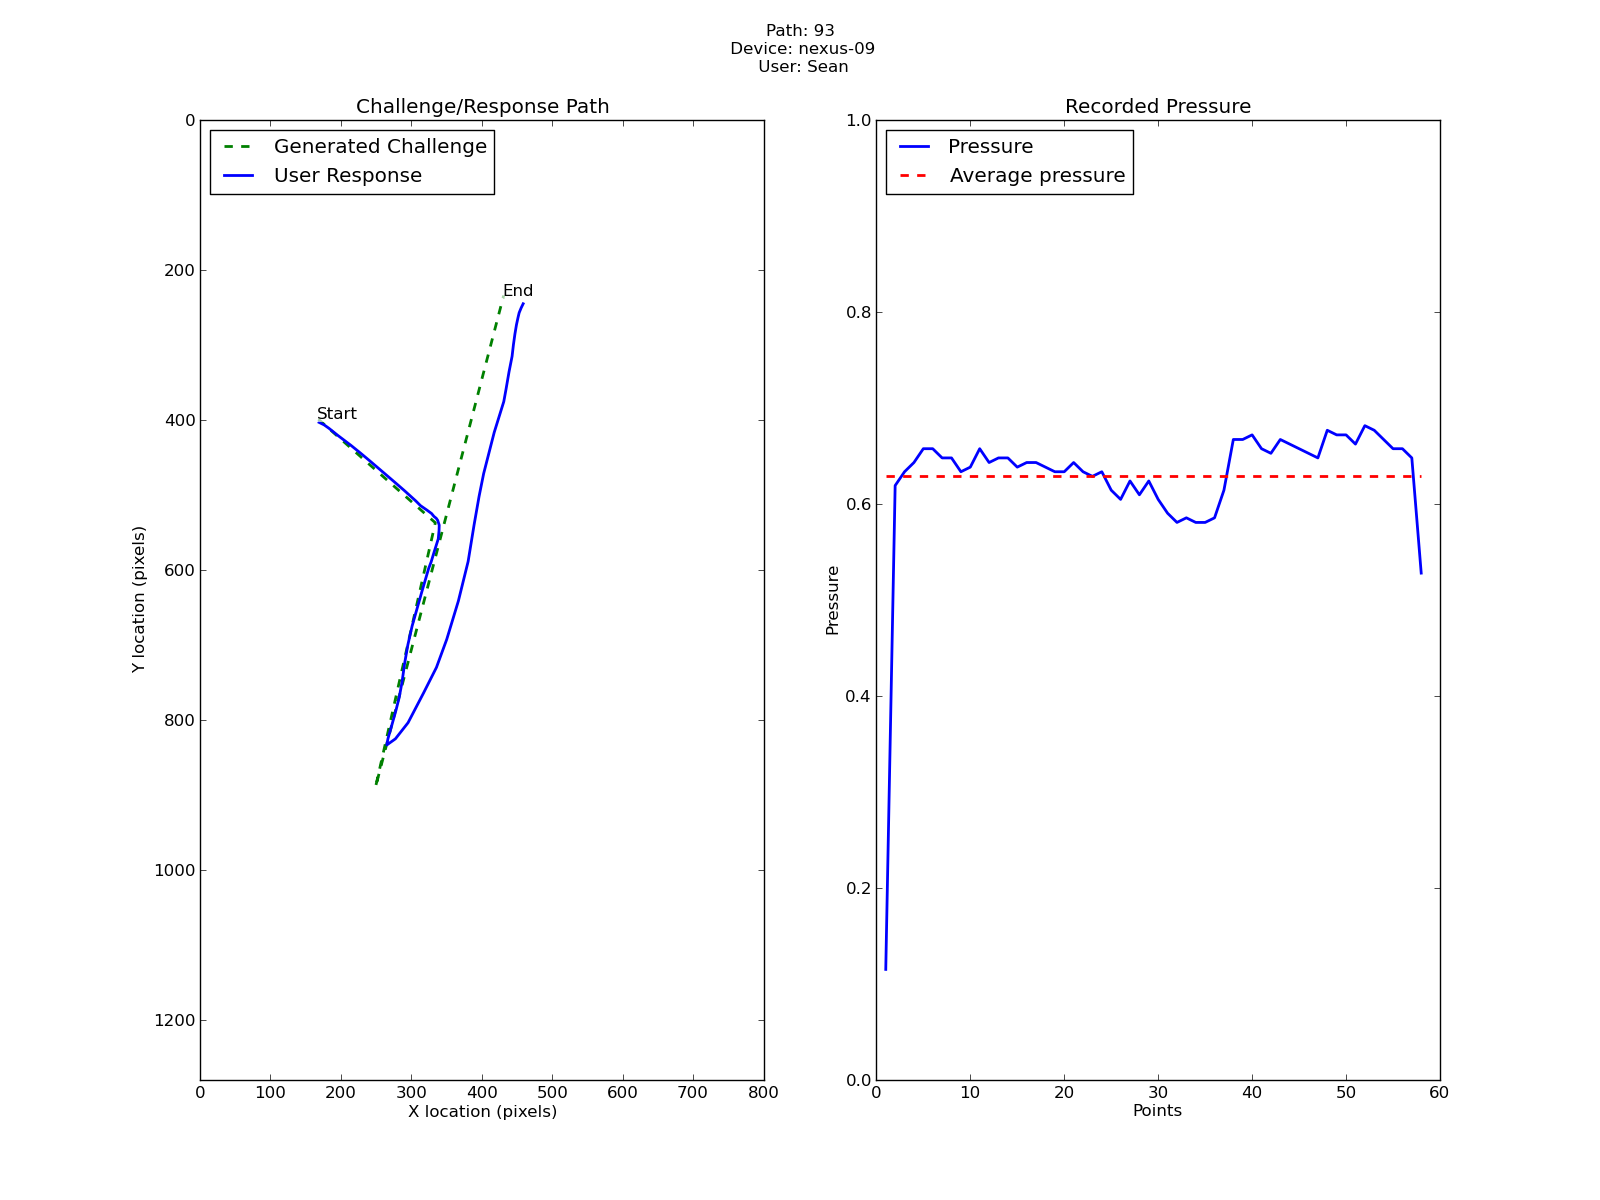 Path: 93
Device: nexus-09
User: Sean
Challenge/Response Path
Generated Challenge
User Response
Start
End
0
200
400
600
800
1000
1200
Y location (pixels)
0 100 200 300 400 500 600 700 800
X location (pixels)
Recorded Pressure
Pressure
Average pressure
1.0
0.8
0.6
0.4
0.2
0.0
Pressure
0 10 20 30 40 50 60
Points